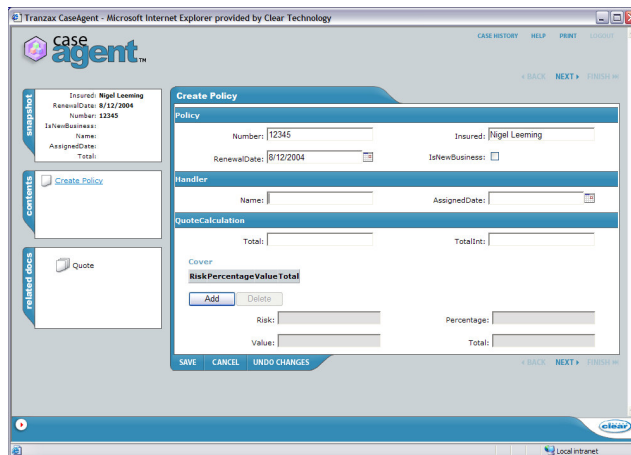 Tranzax CaseAgent - Microsoft Internet Explorer provided by Clear Technology
case agent™
CASE HISTORY HELP PRINT LOGOUT
BACK NEXT FINISH
snapshot
Insured: Nigel Leeming
RenewalDate: 8/12/2004
Number: 12345
IsNewBusiness:
Name:
AssignedDate:
Total:
contents
Create Policy
related docs
Quote
Create Policy
Policy
Number: 12345 Insured: Nigel Leeming
RenewalDate: 8/12/2004 IsNewBusiness:
Handler
Name: AssignedDate:
QuoteCalculation
Total: TotalInt:
Cover
RiskPercentageValueTotal
Add Delete
Risk: Percentage:
Value: Total:
SAVE CANCEL UNDO CHANGES BACK NEXT FINISH
clear
Local intranet